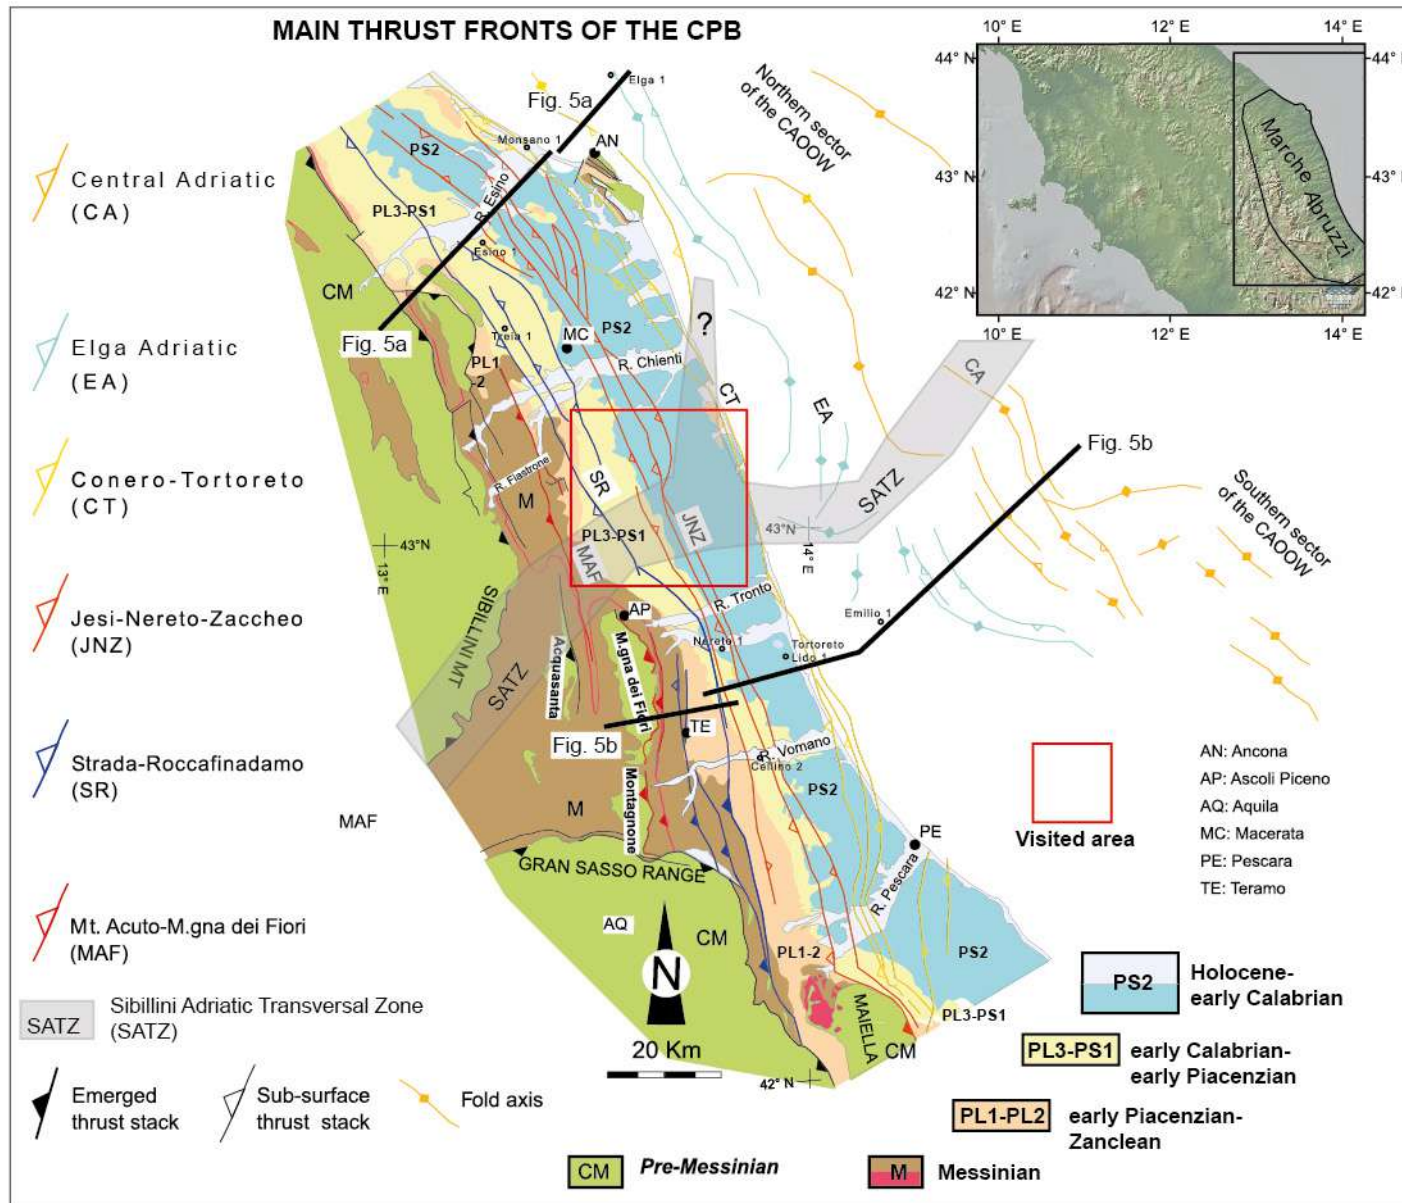 MAIN THRUST FRONTS OF THE CPB
10° E
12° E
14° E
44° N
44° N
43° N
43° N
42° N
42° N
10° E
12° E
14° E
Marche Abruzzi
Fig. 5a
Elga 1
Northern sector
of the CAOOW
PS2
Monsano 1
AN
Central Adriatic
(CA)
PL3-PS1
R. Esino
Esino 1
CM
Fig. 5a
Treia 1
MC
PS2
?
Elga Adriatic
(EA)
PL1
-2
R. Chienti
CT
EA
CA
Fig. 5b
Conero-Tortoreto
(CT)
R. Fiastrone
M
SR
SATZ
Southern sector
of the CAOOW
PL3-PS1
JNZ
43°N
14° E
43°N
13° E
MAF
Jesi-Nereto-Zaccheo
(JNZ)
SIBILLINI MT
SATZ
AP
R. Tronto
Emilio 1
Nereto 1
Tortoreto
Lido 1
Acquasanta
M.gna dei Fiori
TE
Fig. 5b
R. Vomano
Cellino 2
Strada-Roccafinadamo
(SR)
MAF
M
Montagnone
PS2
PE
GRAN SASSO RANGE
R. Pescara
Visited area
AN: Ancona
AP: Ascoli Piceno
AQ: Aquila
MC: Macerata
PE: Pescara
TE: Teramo
Mt. Acuto-M.gna dei Fiori
(MAF)
AQ
CM
N
PL1-2
PS2
MAIELLA
PL3-PS1
CM
20 Km
42° N
SATZ
Sibillini Adriatic Transversal Zone
(SATZ)
Emerged
thrust stack
Sub-surface
thrust stack
Fold axis
PS2
Holocene-
early Calabrian
PL3-PS1
early Calabrian-
early Piacenzian
PL1-PL2
early Piacenzian-
Zanclean
CM
Pre-Messinian
M
Messinian